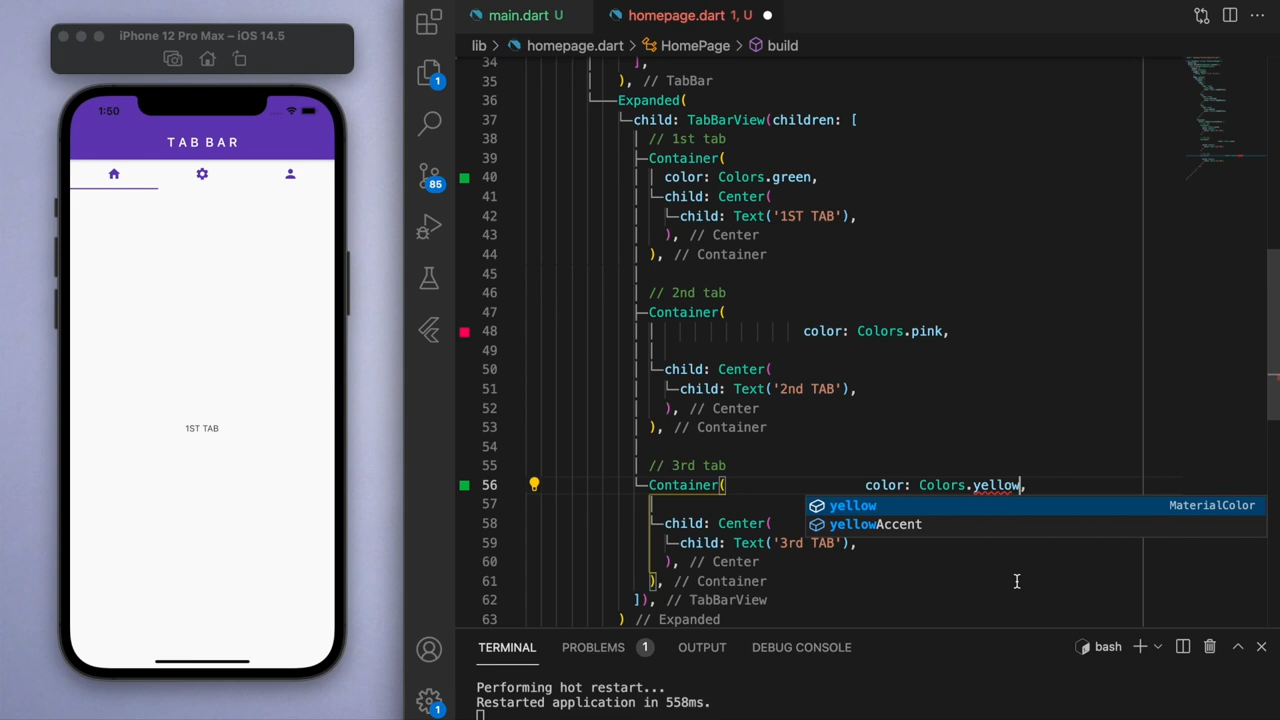 iPhone 12 Pro Max – iOS 14.5
1:50
TAB BAR
1ST TAB
main.dart U
homepage.dart 1, U
lib > homepage.dart > HomePage > build
34 ],
35 ), // TabBar
36 Expanded(
37 child: TabBarView(children: [
38 // 1st tab
39 Container(
40 color: Colors.green,
41 child: Center(
42 child: Text('1ST TAB'),
43 ), // Center
44 ), // Container
45
46 // 2nd tab
47 Container(
48 color: Colors.pink,
49
50 child: Center(
51 child: Text('2nd TAB'),
52 ), // Center
53 ), // Container
54
55 // 3rd tab
56 Container( color: Colors.yellow,
57
yellow MaterialColor
58 child: Center(
yellowAccent
59 child: Text('3rd TAB'),
60 ), // Center
61 ), // Container
62 ]), // TabBarView
63 ) // Expanded
1
85
1
TERMINAL PROBLEMS 1 OUTPUT DEBUG CONSOLE
bash
Performing hot restart...
Restarted application in 558ms.